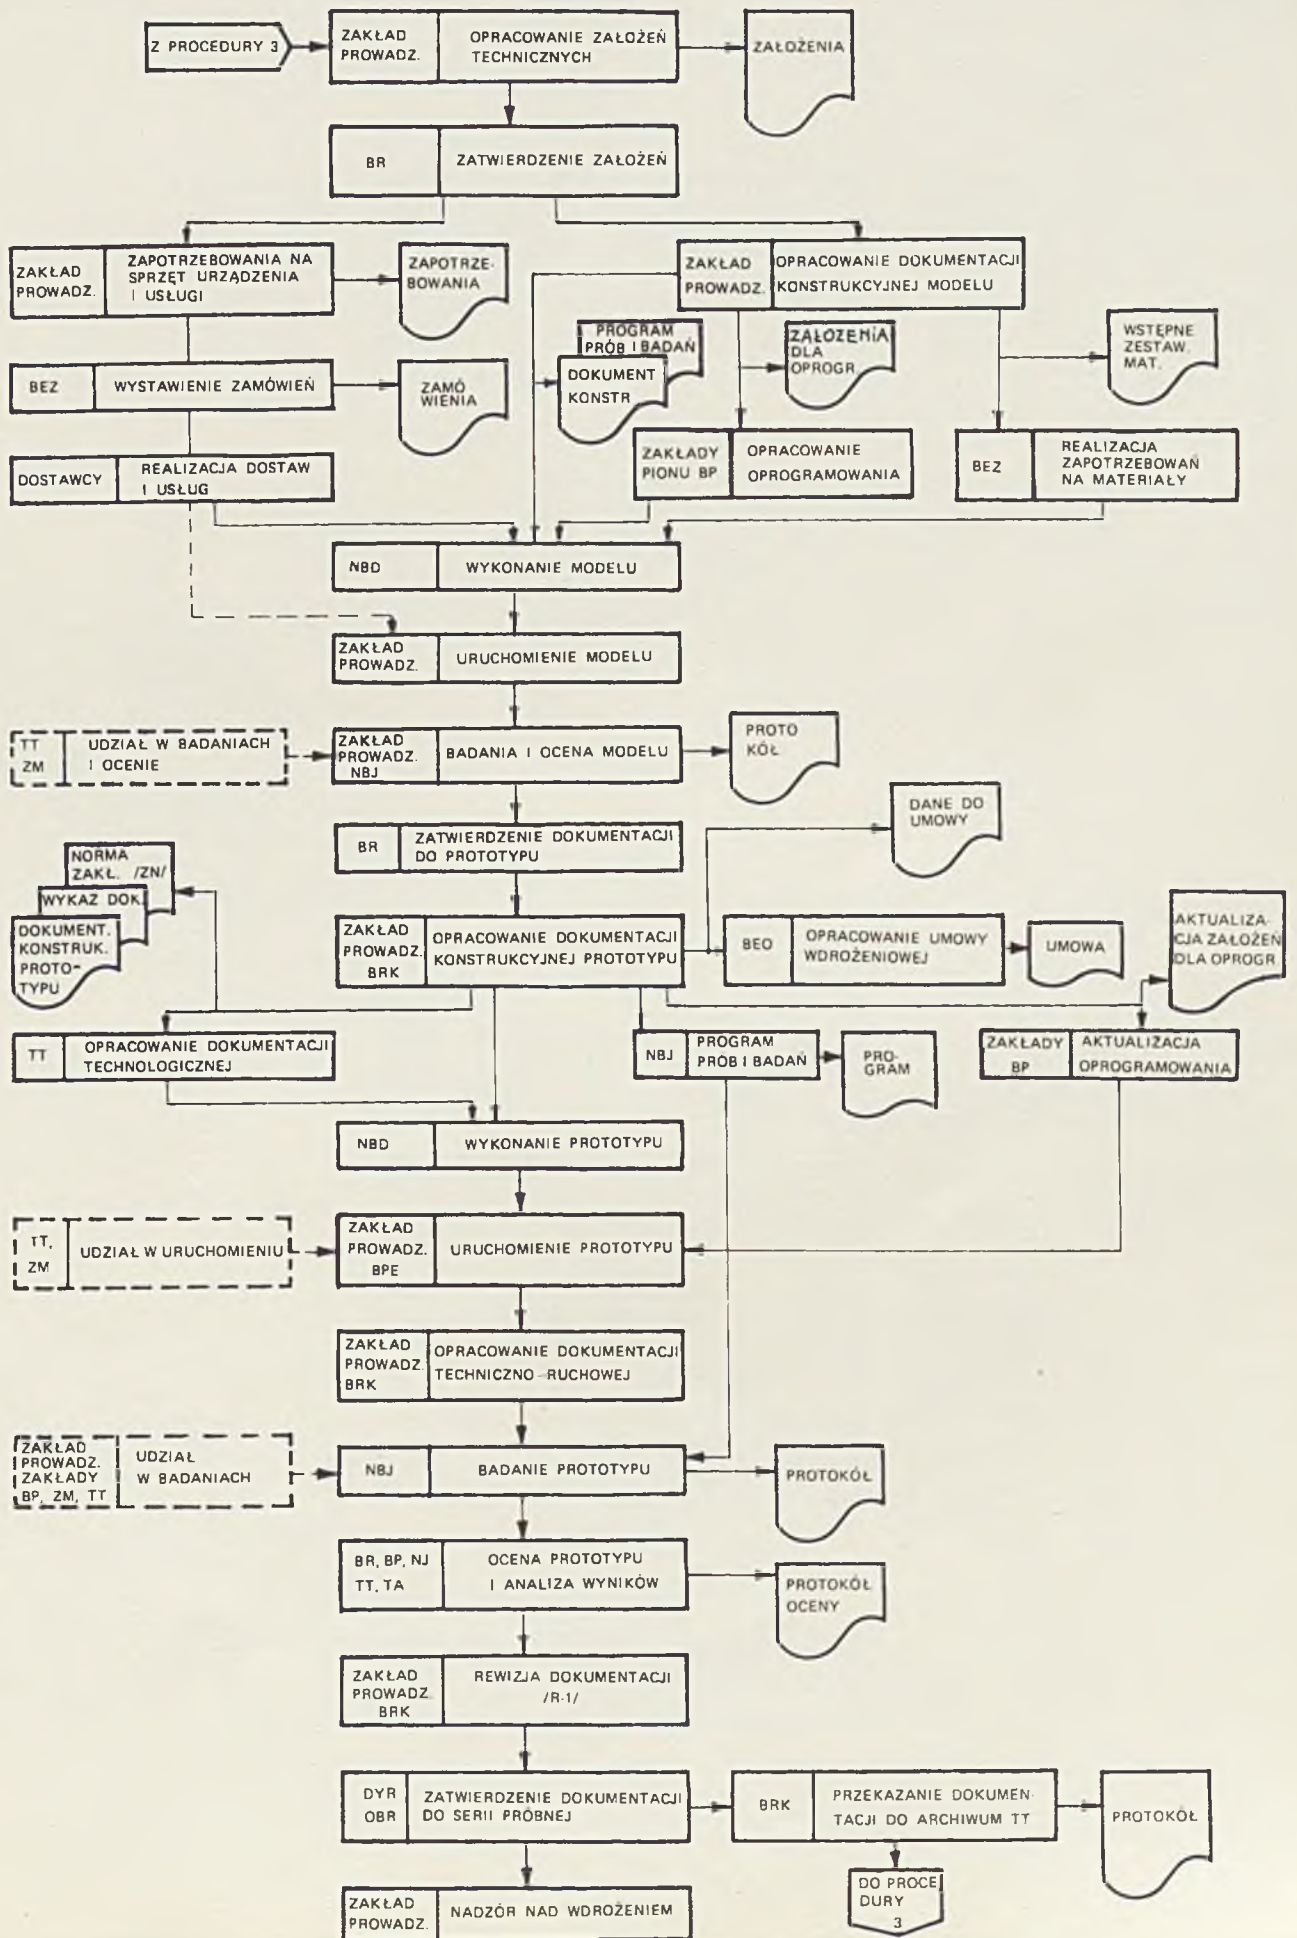 Z PROCEDURY 3
ZAKŁAD
PROWADZ.
OPRACOWANIE ZAŁOŻEŃ
TECHNICZNYCH
ZAŁOŻENIA
BR
ZATWIERDZENIE ZAŁOŻEŃ
ZAKŁAD
PROWADZ.
ZAPOTRZEBOWANIA NA
SPRZĘT URZĄDZENIA
I USŁUGI
ZAPOTRZE-
BOWANIA
ZAKŁAD
PROWADZ.
OPRACOWANIE DOKUMENTACJI
KONSTRUKCYJNEJ MODELU
PROGRAM
PRÓB I BADAŃ
DOKUMENT
KONSTR
ZAŁOŻENIA
DLA
OPROGR.
WSTĘPNE
ZESTAW.
MAT.
BEZ
WYSTAWIENIE ZAMÓWIEŃ
ZAMÓ
WIENIA
DOSTAWCY
REALIZACJA DOSTAW
I USŁUG
ZAKŁADY
PIONU BP
OPRACOWANIE
OPROGRAMOWANIA
BEZ
REALIZACJA
ZAPOTRZEBOWAŃ
NA MATERIAŁY
NBD
WYKONANIE MODELU
ZAKŁAD
PROWADZ.
URUCHOMIENIE MODELU
TT
ZM
UDZIAŁ W BADANIACH
I OCENIE
ZAKŁAD
PROWADZ.
NBJ
BADANIA I OCENA MODELU
PROTO
KÓŁ
BR
ZATWIERDZENIE DOKUMENTACJI
DO PROTOTYPU
DANE DO
UMOWY
NORMA
ZAKŁ. /ZN/
WYKAZ DOK.
DOKUMENT.
KONSTRUK.
PROTO-
TYPU
ZAKŁAD
PROWADZ.
BRK
OPRACOWANIE DOKUMENTACJI
KONSTRUKCYJNEJ PROTOTYPU
BEO
OPRACOWANIE UMOWY
WDROŻENIOWEJ
UMOWA
AKTUALIZA-
CJA ZAŁOŻEŃ
DLA OPROGR.
TT
OPRACOWANIE DOKUMENTACJI
TECHNOLOGICZNEJ
NBJ
PROGRAM
PRÓB I BADAŃ
PRO-
GRAM
ZAKŁADY
BP
AKTUALIZACJA
OPROGRAMOWANIA
NBD
WYKONANIE PROTOTYPU
TT,
ZM
UDZIAŁ W URUCHOMIENIU
ZAKŁAD
PROWADZ.
BPE
URUCHOMIENIE PROTOTYPU
ZAKŁAD
PROWADZ.
BRK
OPRACOWANIE DOKUMENTACJI
TECHNICZNO-RUCHOWEJ
ZAKŁAD
PROWADZ.
ZAKŁADY
BP, ZM, TT
UDZIAŁ
W BADANIACH
NBJ
BADANIE PROTOTYPU
PROTOKÓŁ
BR, BP, NJ
TT, TA
OCENA PROTOTYPU
I ANALIZA WYNIKÓW
PROTOKÓŁ
OCENY
ZAKŁAD
PROWADZ.
BRK
REWIZJA DOKUMENTACJI
/R-1/
DYR
OBR
ZATWIERDZENIE DOKUMENTACJI
DO SERII PRÓBNEJ
BRK
PRZEKAZANIE DOKUMEN-
TACJI DO ARCHIWUM TT
PROTOKÓŁ
DO PROCE
DURY
3
ZAKŁAD
PROWADZ.
NADZÓR NAD WDROŻENIEM